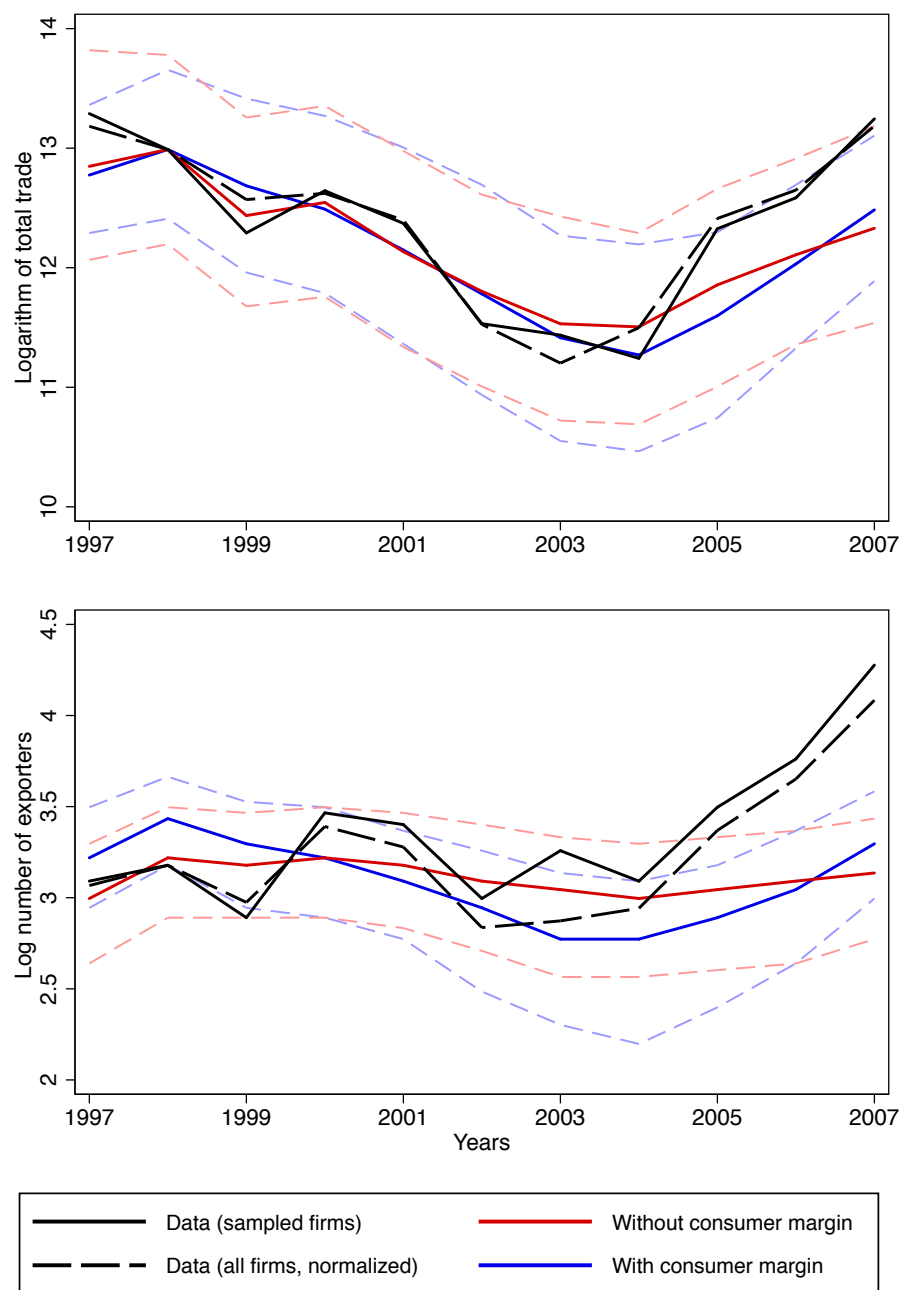 Logarithm of total trade
14
13
12
11
10
1997 1999 2001 2003 2005 2007
Log number of exporters
4.5
4
3.5
3
2.5
2
1997 1999 2001 2003 2005 2007
Years
Data (sampled firms) Without consumer margin
Data (all firms, normalized) With consumer margin